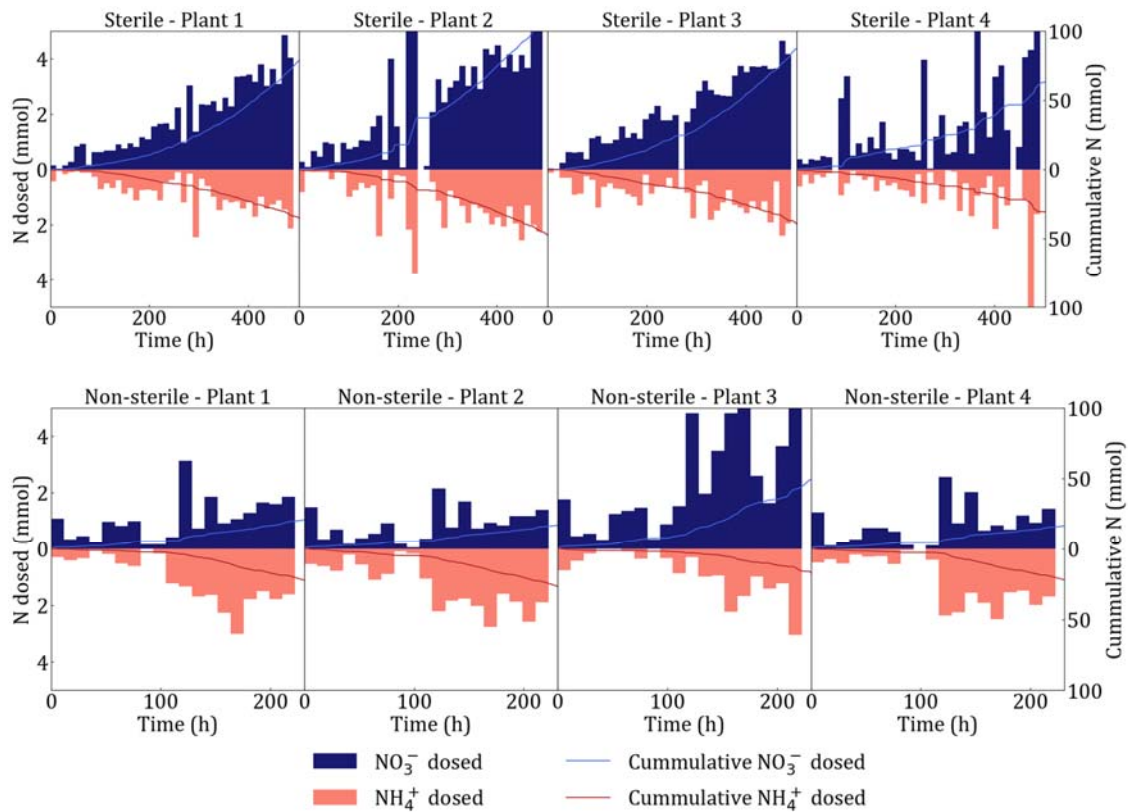 Sterile - Plant 1 Sterile - Plant 2 Sterile - Plant 3 Sterile - Plant 4
4 2 0 2 4
N dosed (mmol)
100 50 0 50 100
Cummulative N (mmol)
0 200 400 0 200 400 0 200 400 0 200 400
Time (h) Time (h) Time (h) Time (h)
Non-sterile - Plant 1 Non-sterile - Plant 2 Non-sterile - Plant 3 Non-sterile - Plant 4
4 2 0 2 4
N dosed (mmol)
100 50 0 50 100
Cummulative N (mmol)
0 100 200 0 100 200 0 100 200 0 100 200
Time (h) Time (h) Time (h) Time (h)
NO₃⁻ dosed Cummulative NO₃⁻ dosed
NH₄⁺ dosed Cummulative NH₄⁺ dosed